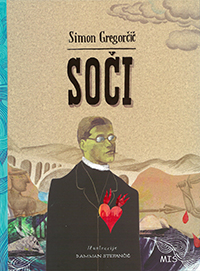 Simon Gregorčič
SOČI
Ilustracije
DAMIJAN STEPANČIČ
MIŠ